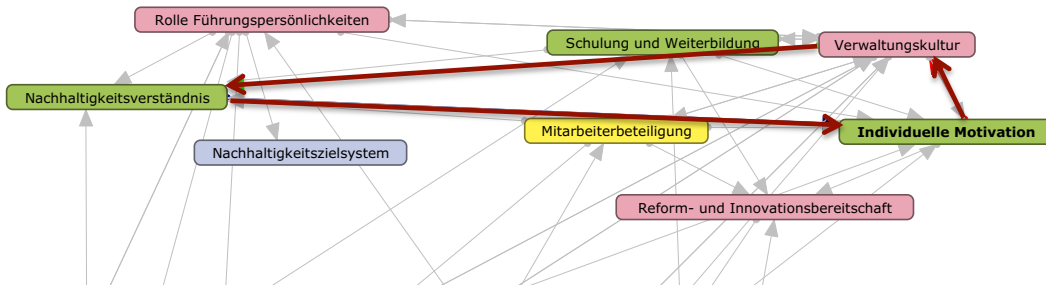 Rolle Führungspersönlichkeiten
Schulung und Weiterbildung
Verwaltungskultur
Nachhaltigkeitsverständnis
Mitarbeiterbeteiligung
Individuelle Motivation
Nachhaltigkeitszielsystem
Reform- und Innovationsbereitschaft